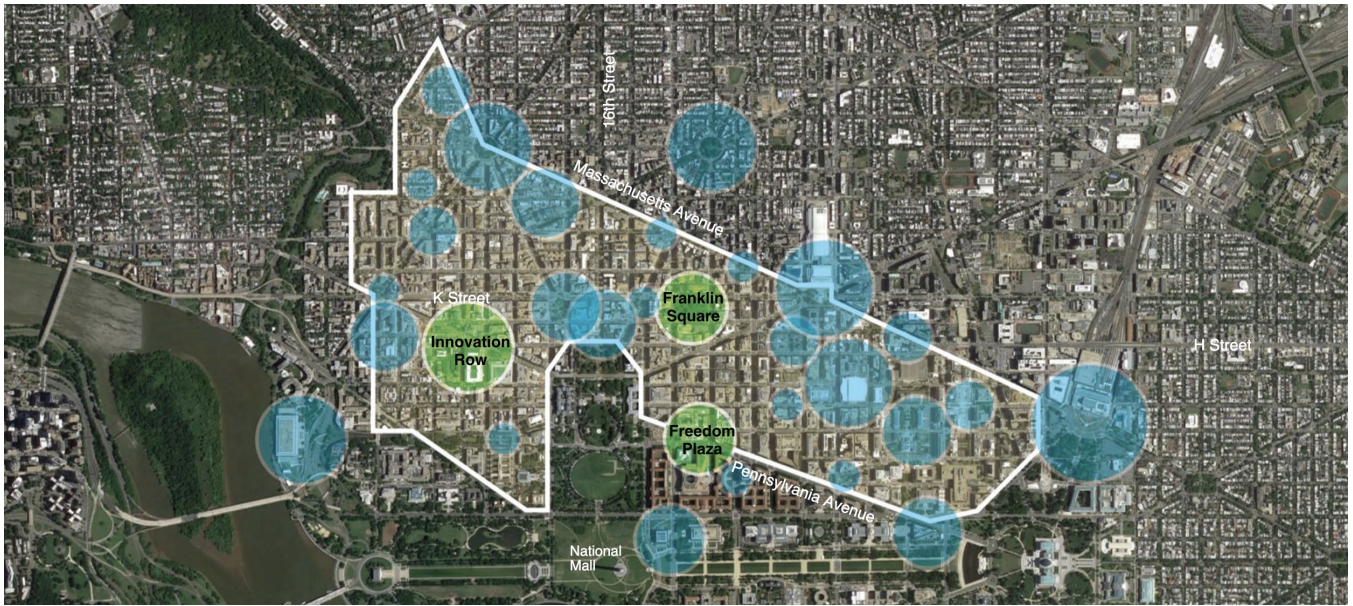 16th Street
Massachusetts Avenue
K Street
Franklin
Square
Innovation
Row
H Street
Freedom
Plaza
Pennsylvania Avenue
National
Mall